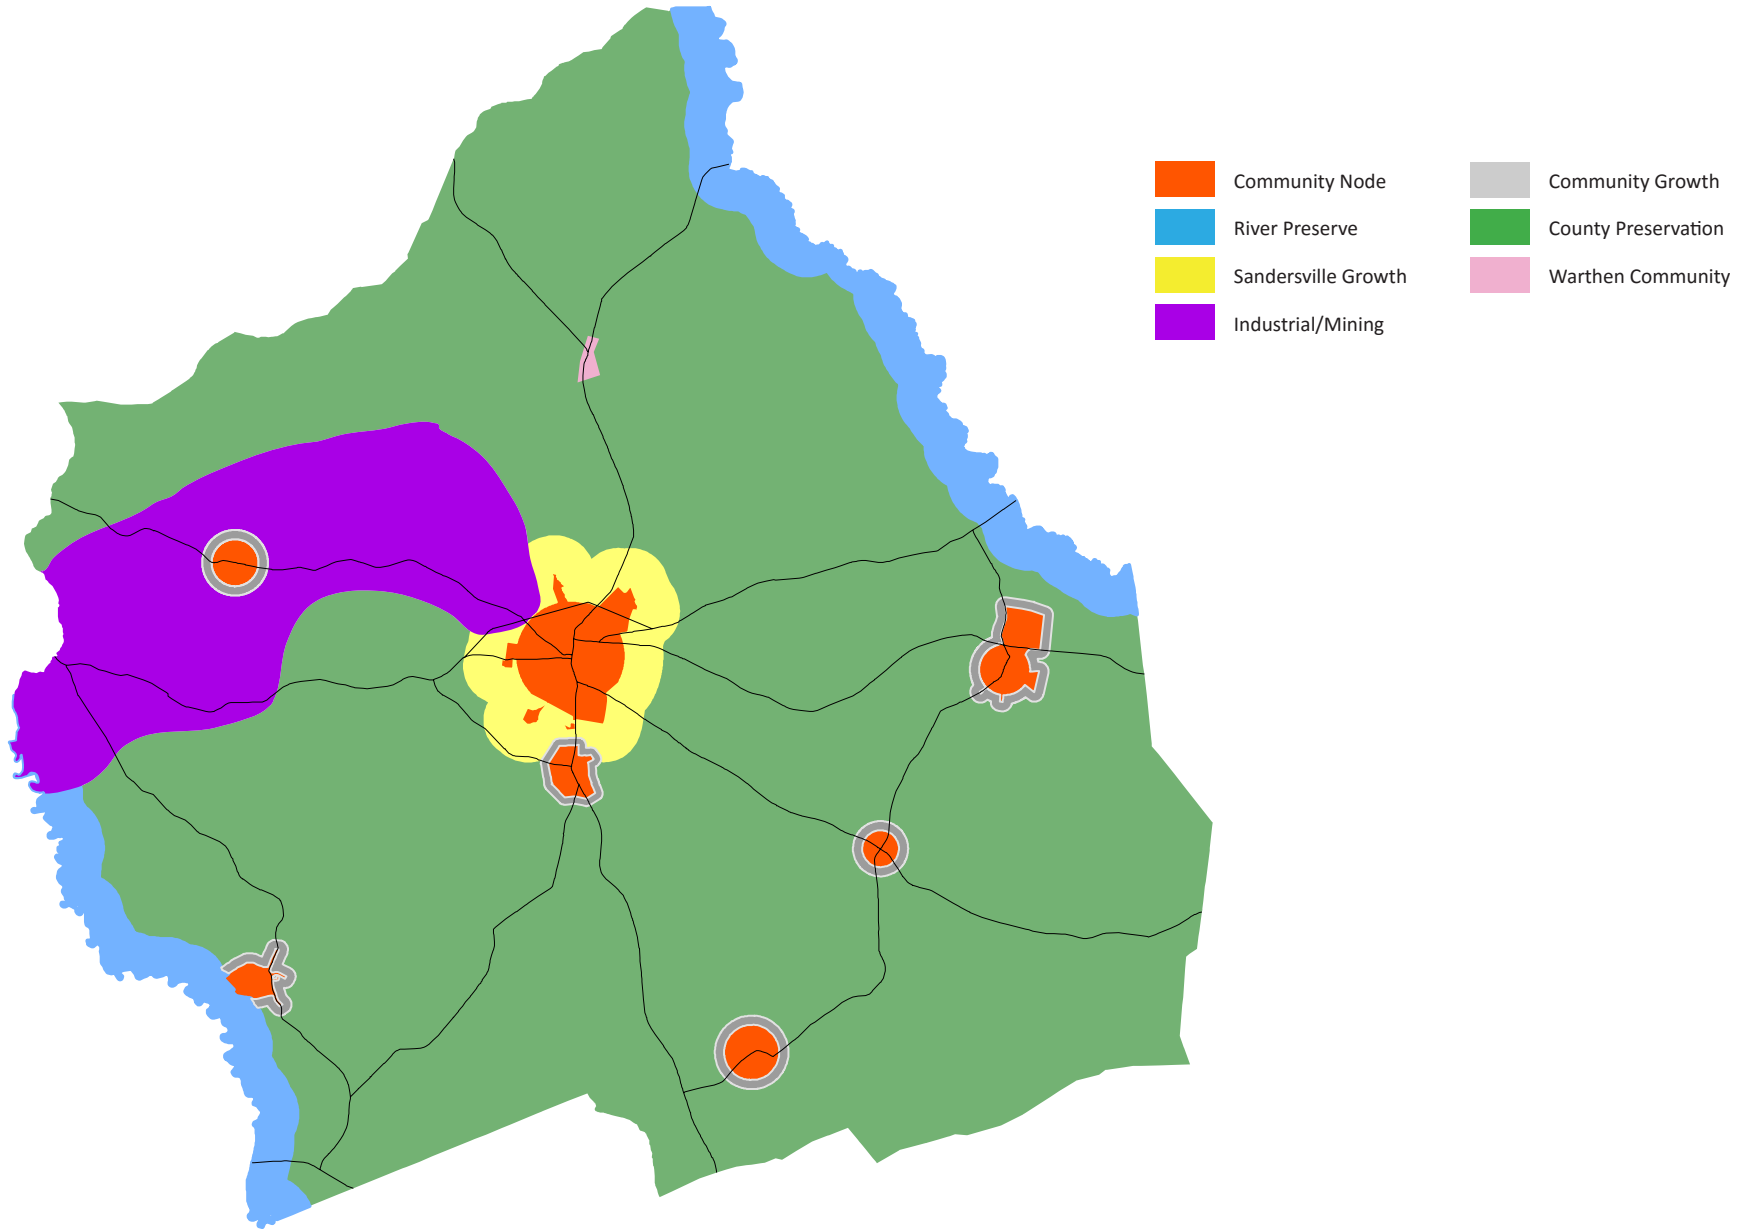 Community Node
River Preserve
Sandersville Growth
Industrial/Mining
Community Growth
County Preservation
Warthen Community